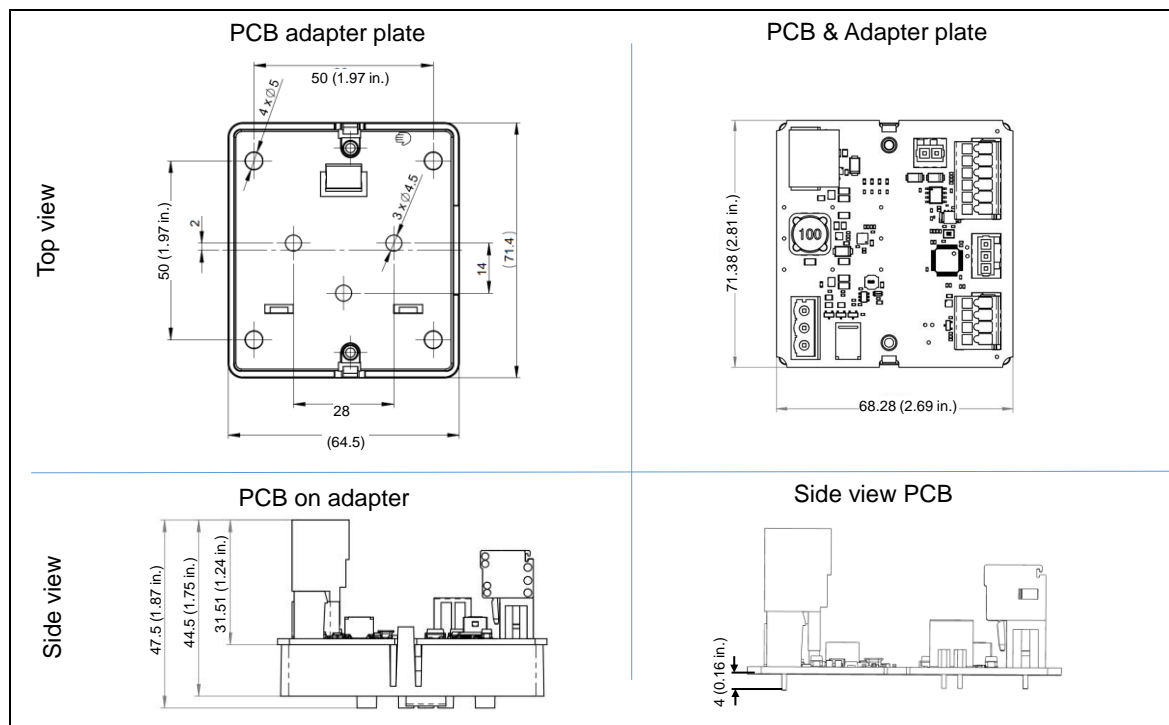 PCB adapter plate
PCB & Adapter plate
Top view
50 (1.97 in.)
4 x Ø5
50 (1.97 in.)
2
3 x Ø4.5
14
(71.4)
28
(64.5)
71.38 (2.81 in.)
100
68.28 (2.69 in.)
PCB on adapter
Side view PCB
Side view
47.5 (1.87 in.)
44.5 (1.75 in.)
31.51 (1.24 in.)
4 (0.16 in.)